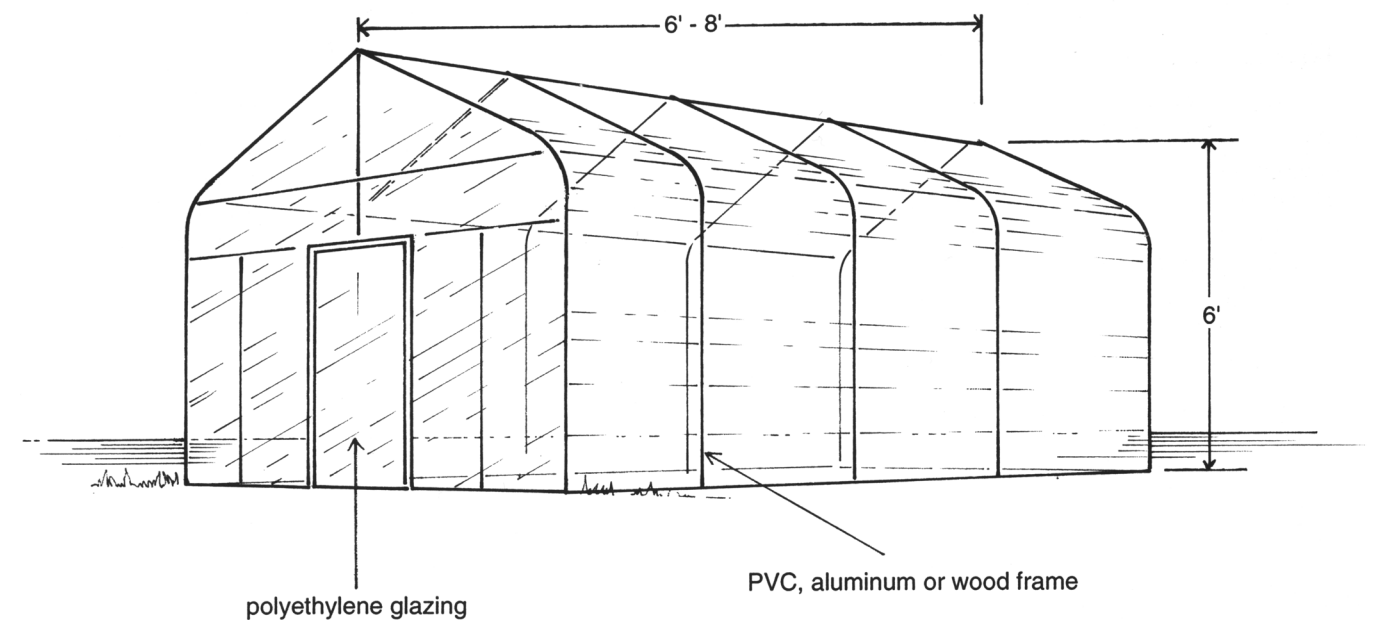 6' - 8'
6'
PVC, aluminum or wood frame
polyethylene glazing